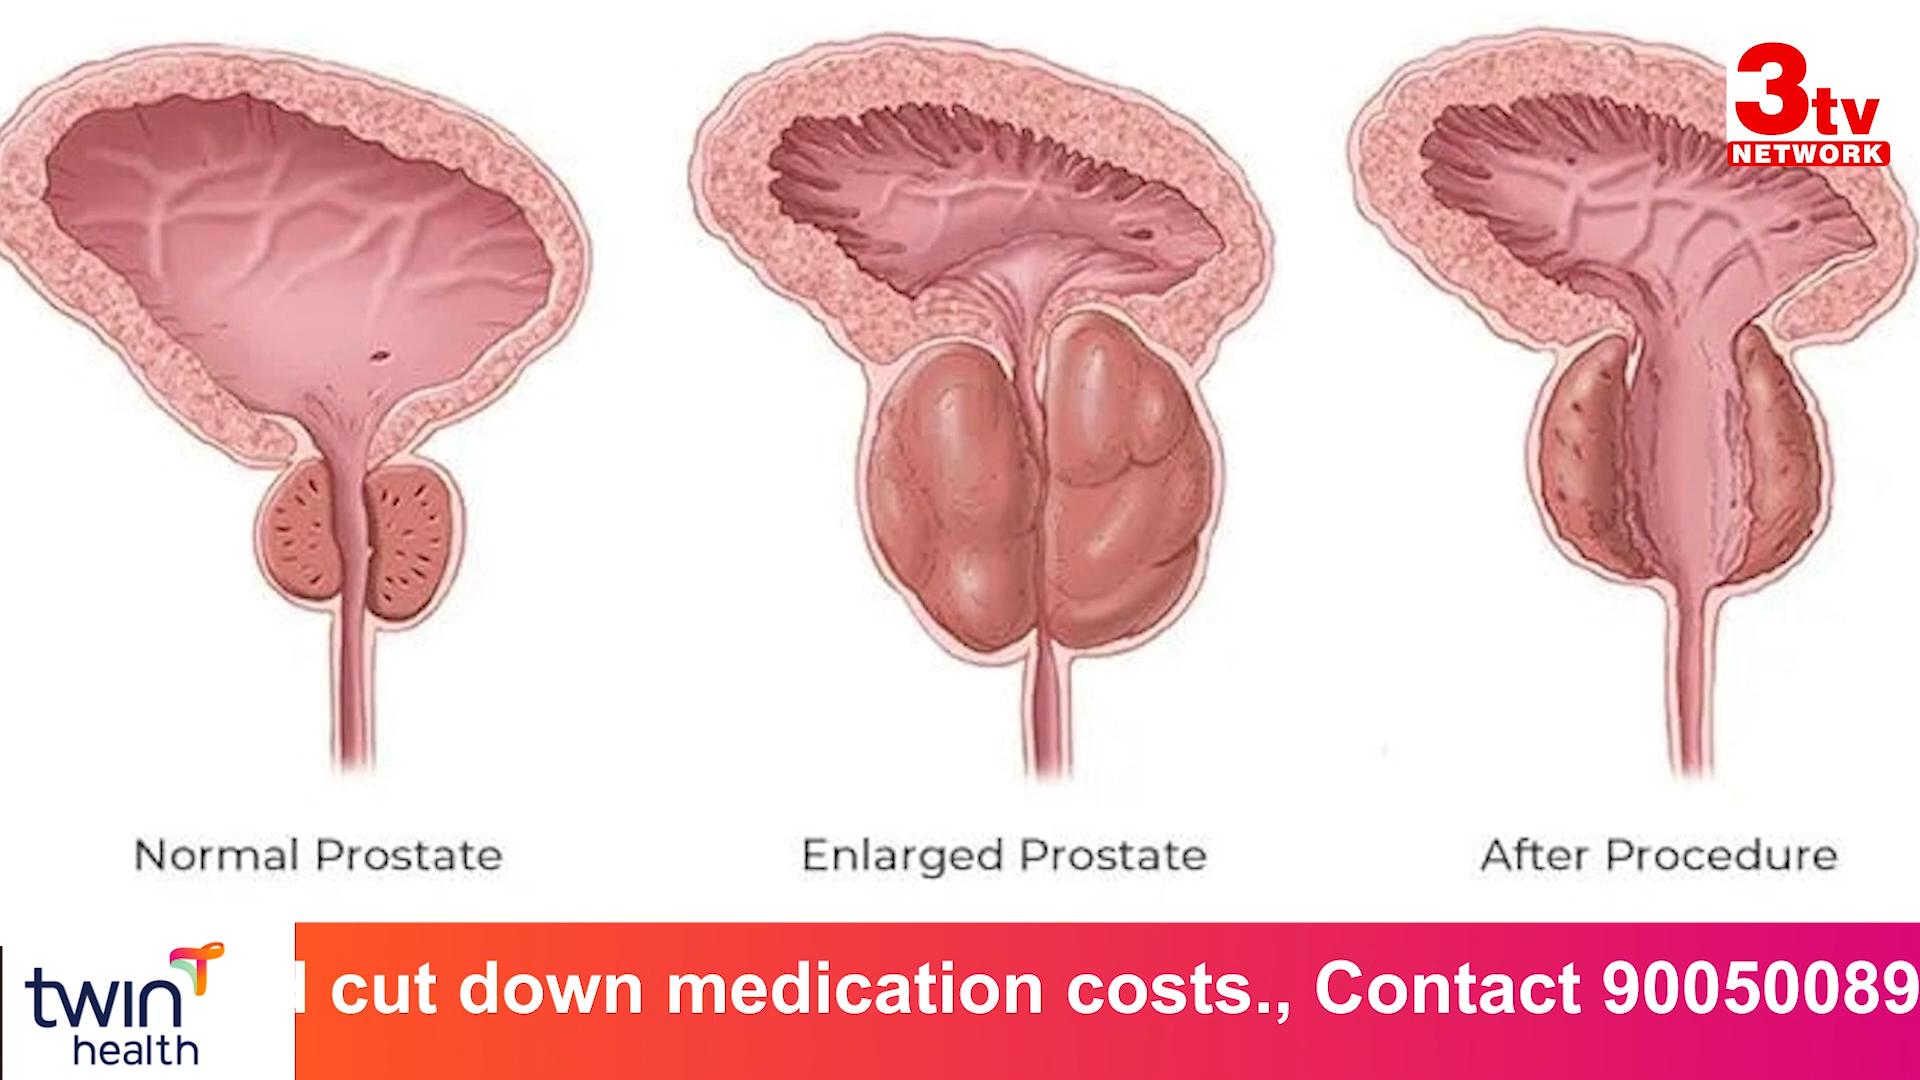 3tv
NETWORK
Normal Prostate
Enlarged Prostate
After Procedure
twin
health
cut down medication costs., Contact 90050089